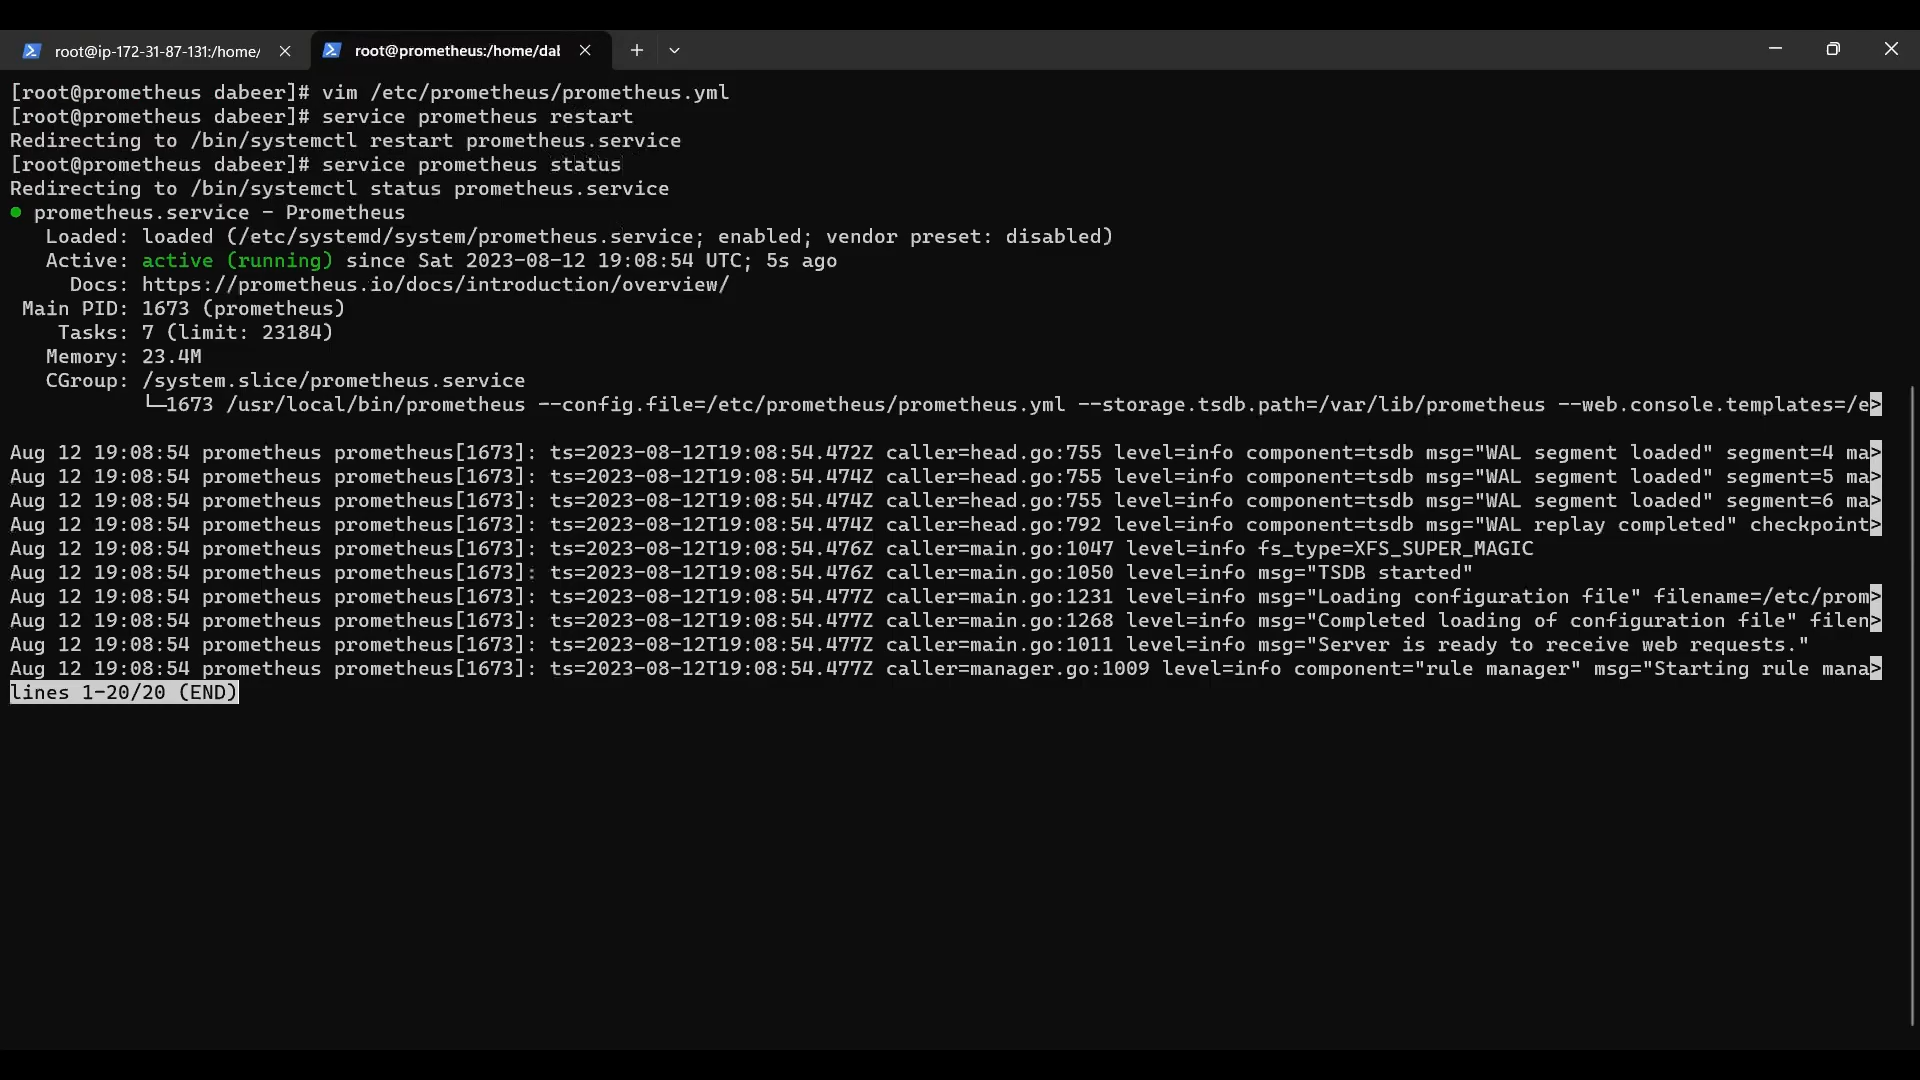 root@ip-172-31-87-131:/home/
root@prometheus:/home/dal
[root@prometheus dabeer]# vim /etc/prometheus/prometheus.yml
[root@prometheus dabeer]# service prometheus restart
Redirecting to /bin/systemctl restart prometheus.service
[root@prometheus dabeer]# service prometheus status
Redirecting to /bin/systemctl status prometheus.service
● prometheus.service - Prometheus
Loaded: loaded (/etc/systemd/system/prometheus.service; enabled; vendor preset: disabled)
Active: active (running) since Sat 2023-08-12 19:08:54 UTC; 5s ago
Docs: https://prometheus.io/docs/introduction/overview/
Main PID: 1673 (prometheus)
Tasks: 7 (limit: 23184)
Memory: 23.4M
CGroup: /system.slice/prometheus.service
└─1673 /usr/local/bin/prometheus --config.file=/etc/prometheus/prometheus.yml --storage.tsdb.path=/var/lib/prometheus --web.console.templates=/e>
Aug 12 19:08:54 prometheus prometheus[1673]: ts=2023-08-12T19:08:54.472Z caller=head.go:755 level=info component=tsdb msg="WAL segment loaded" segment=4 ma>
Aug 12 19:08:54 prometheus prometheus[1673]: ts=2023-08-12T19:08:54.474Z caller=head.go:755 level=info component=tsdb msg="WAL segment loaded" segment=5 ma>
Aug 12 19:08:54 prometheus prometheus[1673]: ts=2023-08-12T19:08:54.474Z caller=head.go:755 level=info component=tsdb msg="WAL segment loaded" segment=6 ma>
Aug 12 19:08:54 prometheus prometheus[1673]: ts=2023-08-12T19:08:54.474Z caller=head.go:792 level=info component=tsdb msg="WAL replay completed" checkpoint>
Aug 12 19:08:54 prometheus prometheus[1673]: ts=2023-08-12T19:08:54.476Z caller=main.go:1047 level=info fs_type=XFS_SUPER_MAGIC
Aug 12 19:08:54 prometheus prometheus[1673]: ts=2023-08-12T19:08:54.476Z caller=main.go:1050 level=info msg="TSDB started"
Aug 12 19:08:54 prometheus prometheus[1673]: ts=2023-08-12T19:08:54.477Z caller=main.go:1231 level=info msg="Loading configuration file" filename=/etc/prom>
Aug 12 19:08:54 prometheus prometheus[1673]: ts=2023-08-12T19:08:54.477Z caller=main.go:1268 level=info msg="Completed loading of configuration file" filen>
Aug 12 19:08:54 prometheus prometheus[1673]: ts=2023-08-12T19:08:54.477Z caller=main.go:1011 level=info msg="Server is ready to receive web requests."
Aug 12 19:08:54 prometheus prometheus[1673]: ts=2023-08-12T19:08:54.477Z caller=manager.go:1009 level=info component="rule manager" msg="Starting rule mana>
lines 1-20/20 (END)